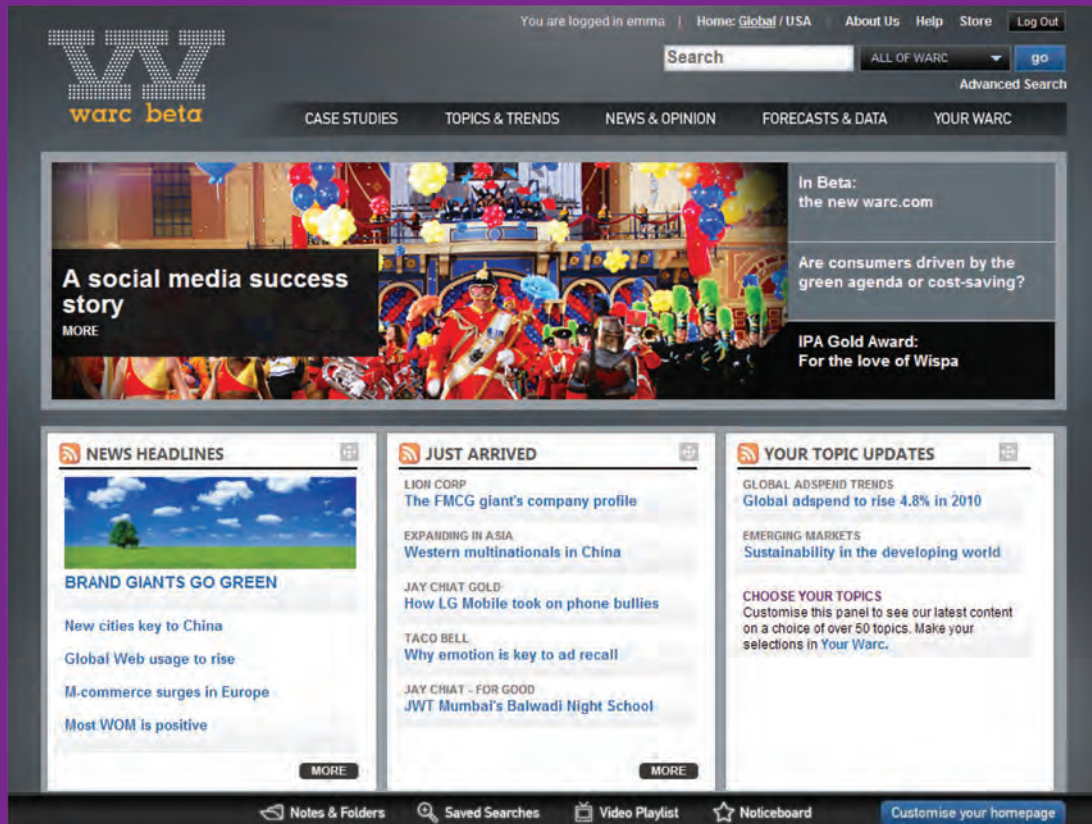 You are logged in emma | Home: Global / USA About Us Help Store Log Out
Search ALL OF WARC go
Advanced Search
warc beta
CASE STUDIES TOPICS & TRENDS NEWS & OPINION FORECASTS & DATA YOUR WARC
A social media success
story
MORE
In Beta:
the new warc.com
Are consumers driven by the
green agenda or cost-saving?
IPA Gold Award:
For the love of Wispa
NEWS HEADLINES
BRAND GIANTS GO GREEN
New cities key to China
Global Web usage to rise
M-commerce surges in Europe
Most WOM is positive
MORE
JUST ARRIVED
LION CORP
The FMCG giant's company profile
EXPANDING IN ASIA
Western multinationals in China
JAY CHIAT GOLD
How LG Mobile took on phone bullies
TACO BELL
Why emotion is key to ad recall
JAY CHIAT - FOR GOOD
JWT Mumbai's Balwadi Night School
MORE
YOUR TOPIC UPDATES
GLOBAL ADSPEND TRENDS
Global adspend to rise 4.8% in 2010
EMERGING MARKETS
Sustainability in the developing world
CHOOSE YOUR TOPICS
Customise this panel to see our latest content
on a choice of over 50 topics. Make your
selections in Your Warc.
Notes & Folders Saved Searches Video Playlist Noticeboard Customise your homepage